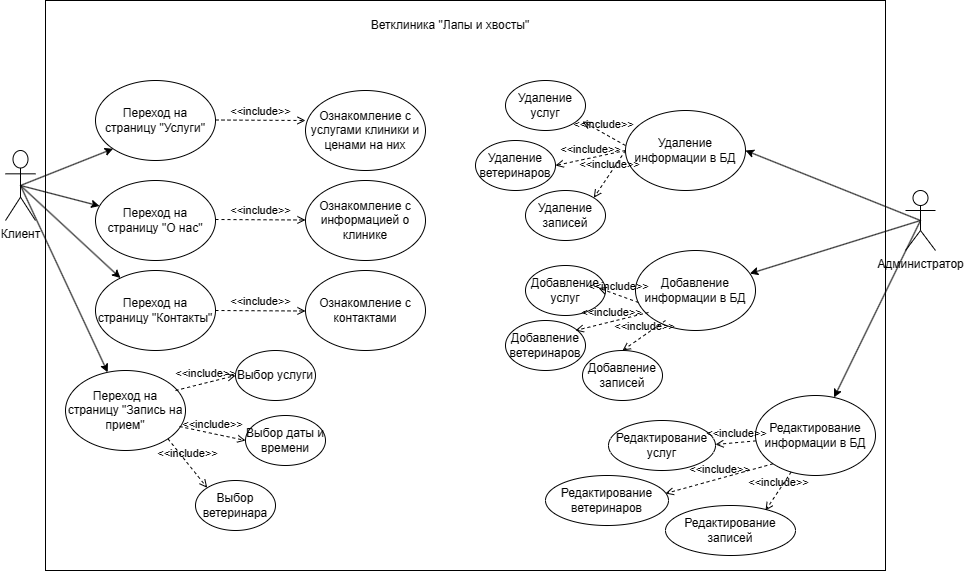 Ветклиника "Лапы и хвосты"
Клиент
Переход на
страницу "Услуги"
<<include>>
Ознакомление с
услугами клиники и
ценами на них
Переход на
страницу "О нас"
<<include>>
Ознакомление с
информацией о
клинике
Переход на
страницу "Контакты"
<<include>>
Ознакомление с
контактами
Переход на
страницу "Запись на
прием"
<<include>>
Выбор услуги
<<include>>
Выбор даты и
времени
<<include>>
Выбор
ветеринара
Администратор
Удаление
информации в БД
<<include>>
Удаление
услуг
<<include>>
Удаление
ветеринаров
<<include>>
Удаление
записей
Добавление
информации в БД
<<include>>
Добавление
услуг
<<include>>
Добавление
ветеринаров
<<include>>
Добавление
записей
Редактирование
информации в БД
<<include>>
Редактирование
услуг
<<include>>
Редактирование
ветеринаров
<<include>>
Редактирование
записей